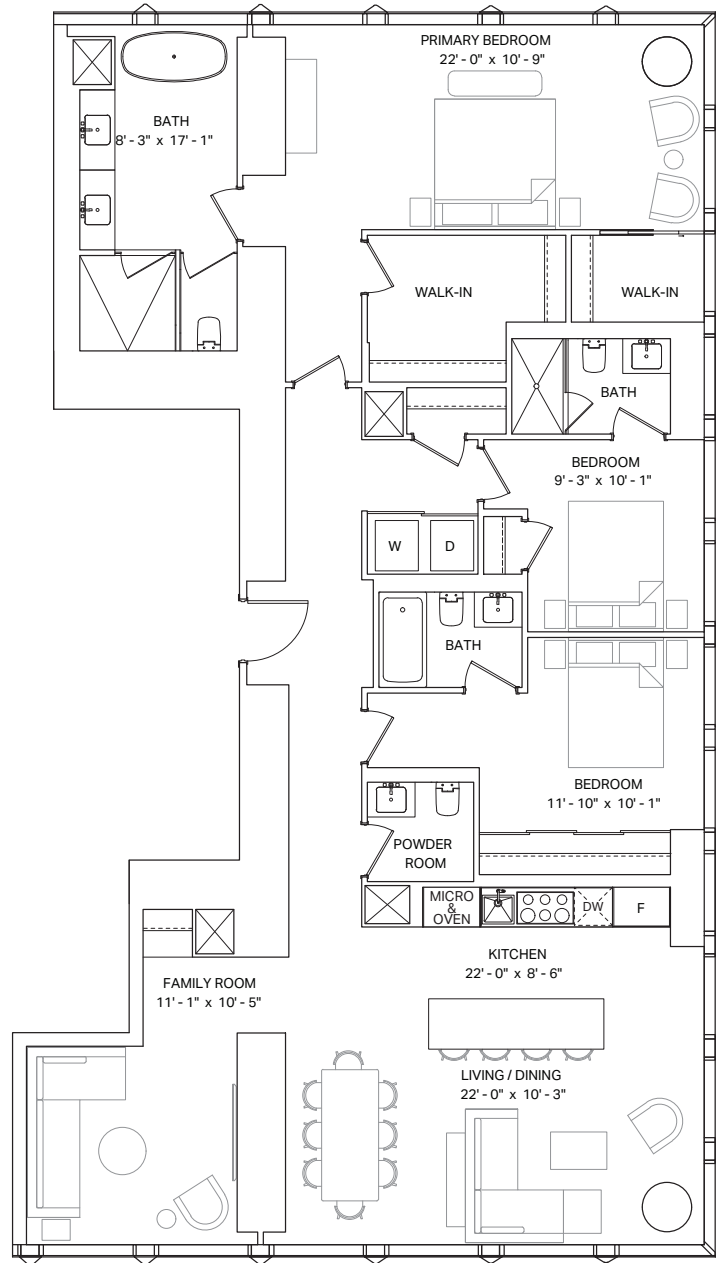 PRIMARY BEDROOM
22' - 0" x 10' - 9"
BATH
8' - 3" x 17' - 1"
WALK-IN
WALK-IN
BATH
BEDROOM
9' - 3" x 10' - 1"
W
D
BATH
BEDROOM
11' - 10" x 10' - 1"
POWDER
ROOM
MICRO
&
OVEN
DW
F
KITCHEN
22' - 0" x 8' - 6"
FAMILY ROOM
11' - 1" x 10' - 5"
LIVING / DINING
22' - 0" x 10' - 3"